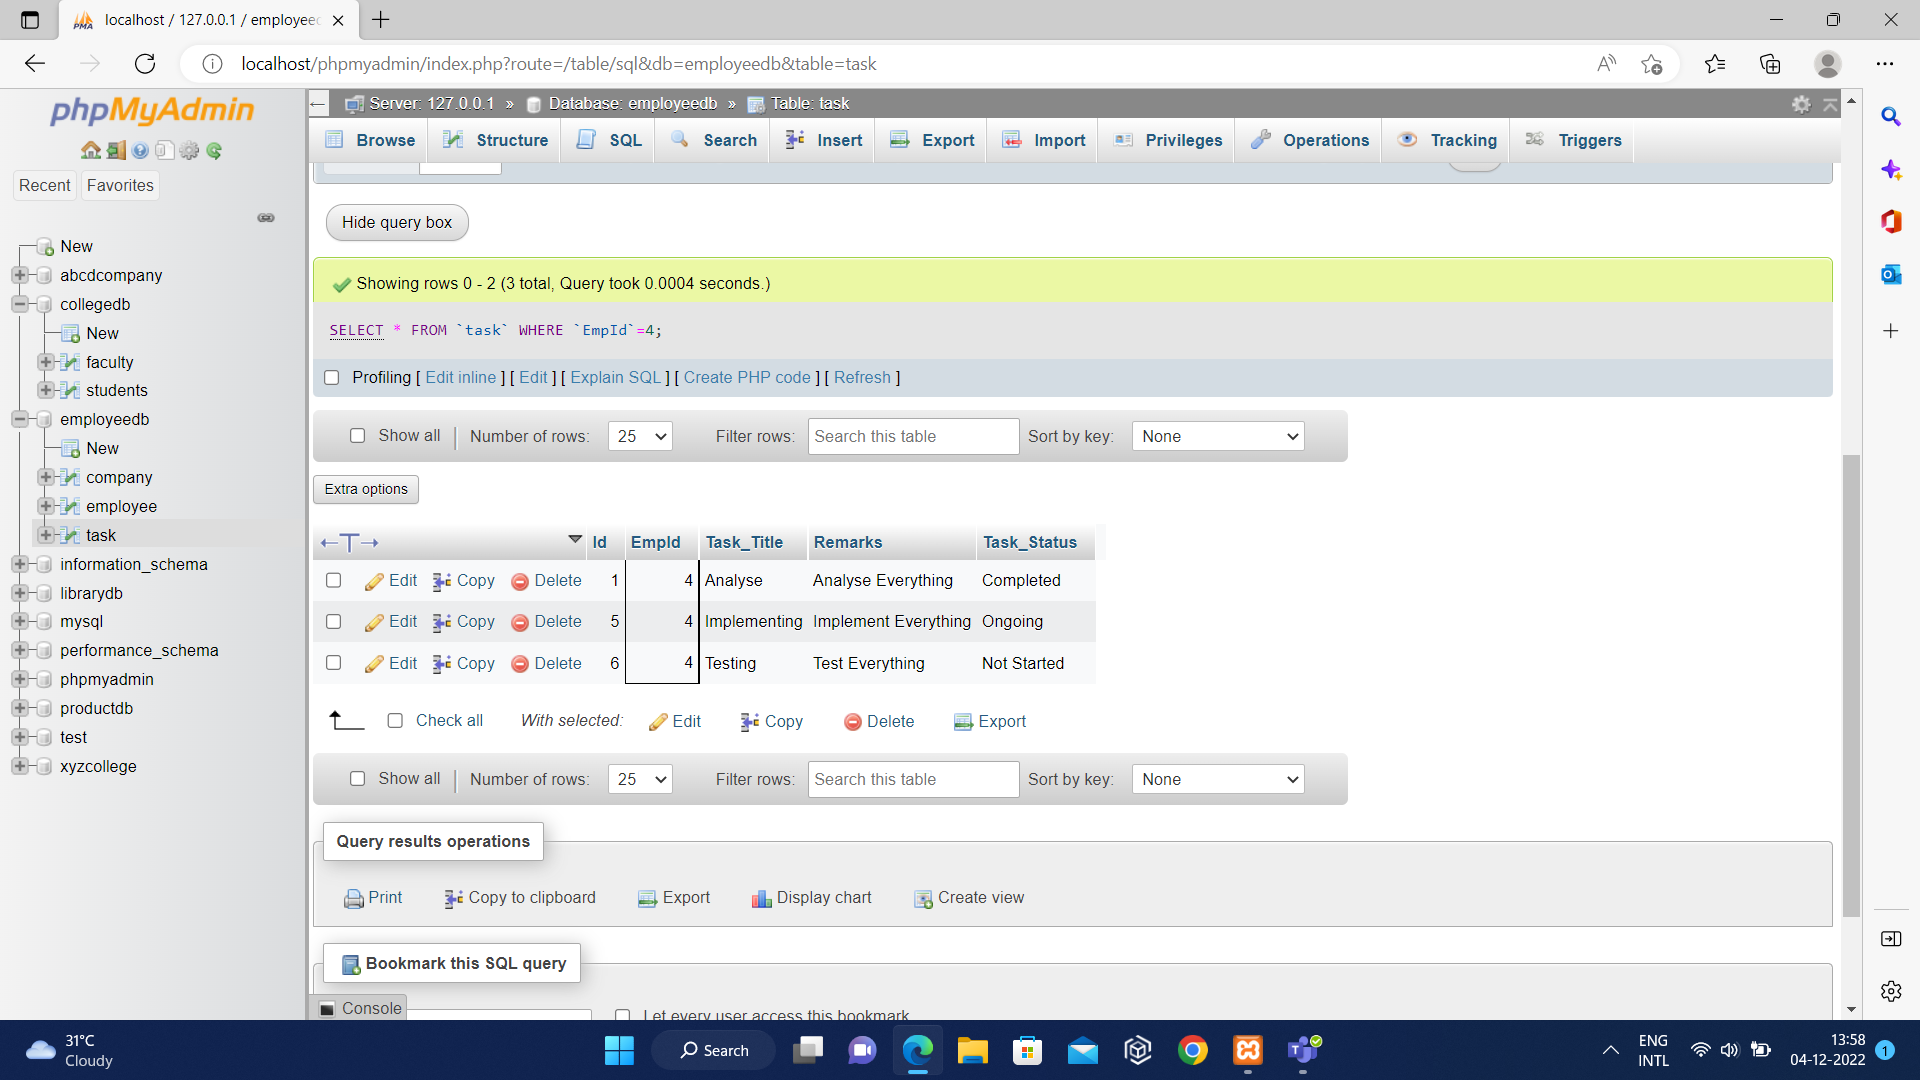 localhost / 127.0.0.1 / employee
localhost/phpmyadmin/index.php?route=/table/sql&db=employeedb&table=task
phpMyAdmin
Recent Favorites
New
abcdcompany
collegedb
New
faculty
students
employeedb
New
company
employee
task
information_schema
librarydb
mysql
performance_schema
phpmyadmin
productdb
test
xyzcollege
Server: 127.0.0.1 » Database: employeedb » Table: task
Browse Structure SQL Search Insert Export Import Privileges Operations Tracking Triggers
Hide query box
Showing rows 0 - 2 (3 total, Query took 0.0004 seconds.)
SELECT * FROM `task` WHERE `EmpId`=4;
Profiling [ Edit inline ] [ Edit ] [ Explain SQL ] [ Create PHP code ] [ Refresh ]
Show all | Number of rows: 25 Filter rows: Search this table Sort by key: None
Extra options
Id EmpId Task_Title Remarks Task_Status
Edit Copy Delete 1 4 Analyse Analyse Everything Completed
Edit Copy Delete 5 4 Implementing Implement Everything Ongoing
Edit Copy Delete 6 4 Testing Test Everything Not Started
Check all With selected: Edit Copy Delete Export
Show all | Number of rows: 25 Filter rows: Search this table Sort by key: None
Query results operations
Print Copy to clipboard Export Display chart Create view
Bookmark this SQL query
Console
Let every user access this bookmark
31°C
Cloudy
Search
ENG
INTL
13:58
04-12-2022
1